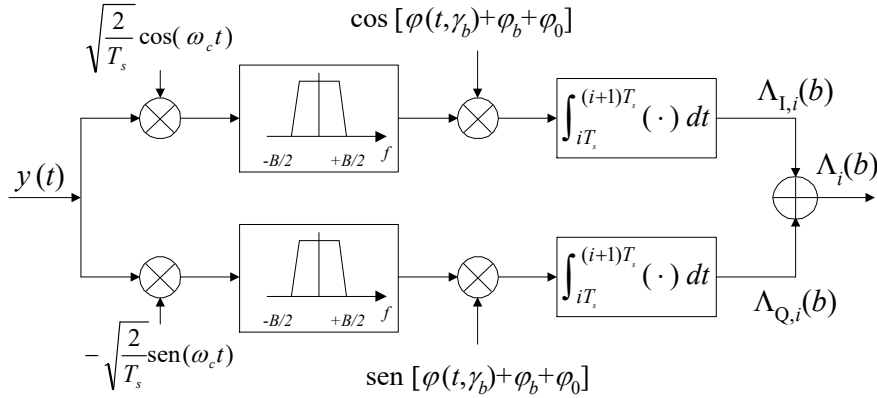 √(2/T_s) cos( ω_c t)
cos [φ(t,γ_b)+φ_b+φ_0]
-B/2 +B/2 f
∫_{iT_s}^{(i+1)T_s} (·) dt
Λ_{I,i}(b)
y(t)
Λ_i(b)
-B/2 +B/2 f
∫_{iT_s}^{(i+1)T_s} (·) dt
Λ_{Q,i}(b)
−√(2/T_s) sen(ω_c t)
sen [φ(t,γ_b)+φ_b+φ_0]